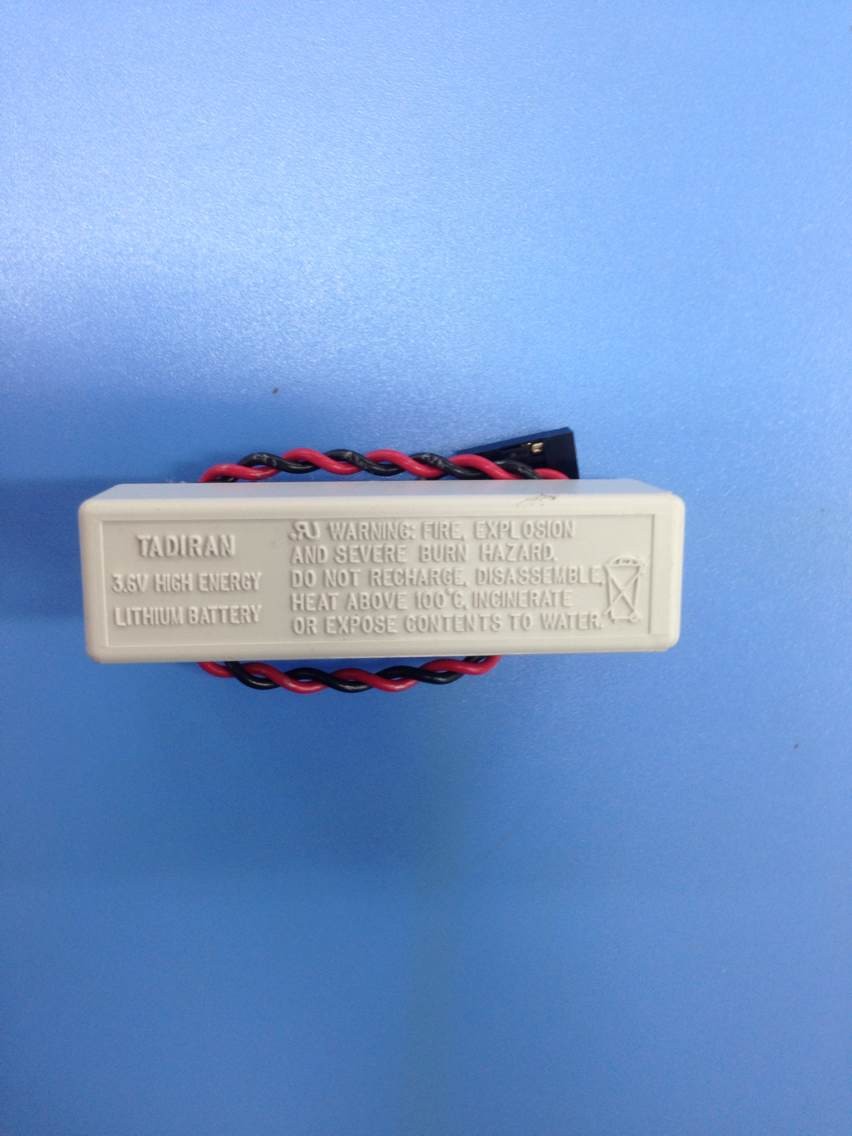 TADIRAN
3.6V HIGH ENERGY
LITHIUM BATTERY
WARNING: FIRE, EXPLOSION
AND SEVERE BURN HAZARD.
DO NOT RECHARGE, DISASSEMBLE,
HEAT ABOVE 100°C, INCINERATE
OR EXPOSE CONTENTS TO WATER.